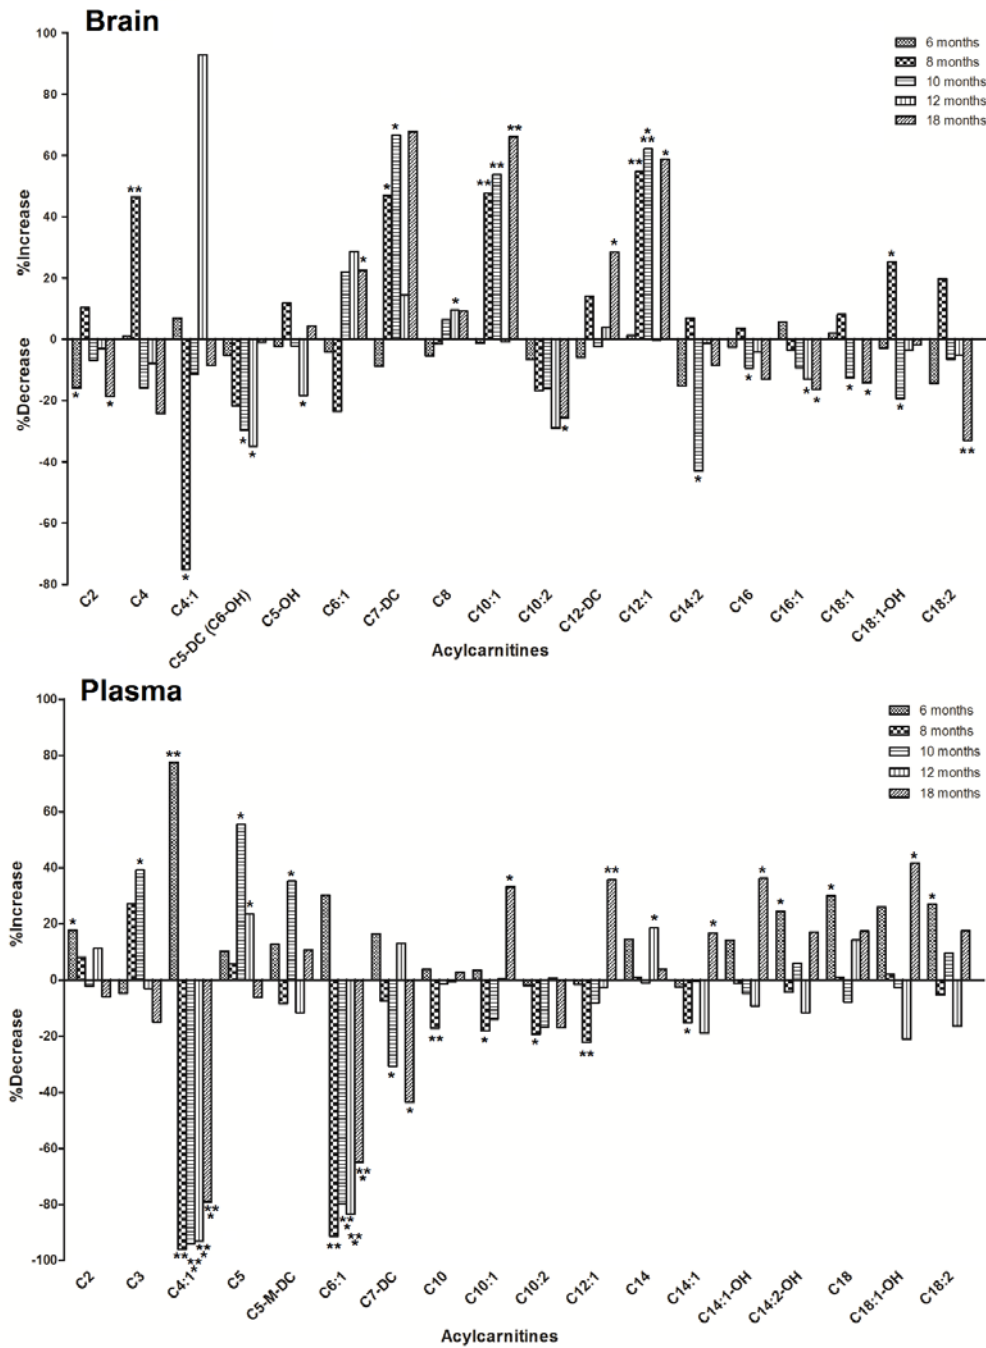 Brain
100
80
60
40
20
0
-20
-40
-60
-80
%Increase
%Decrease
6 months
8 months
10 months
12 months
18 months
* * ** * * * * * * * * ** ** ** * * ** * ** * * * * * * * * * **
C2
C4
C4:1
C5-DC (C6-OH)
C5-OH
C6:1
C7-DC
C8
C10:1
C10:2
C12-DC
C12:1
C14:2
C16
C16:1
C18:1
C18:1-OH
C18:2
Acylcarnitines
Plasma
100
80
60
40
20
0
-20
-40
-60
-80
-100
%Increase
%Decrease
6 months
8 months
10 months
12 months
18 months
* * ** ** ** * ** * ** * * * * ** ** * ** * ** * * * ** * * * ** ** * * * * * * * *
C2
C3
C4:1
C5
C5-M-DC
C6:1
C7-DC
C10
C10:1
C10:2
C12:1
C14
C14:1
C14:1-OH
C14:2-OH
C18
C18:1-OH
C18:2
Acylcarnitines